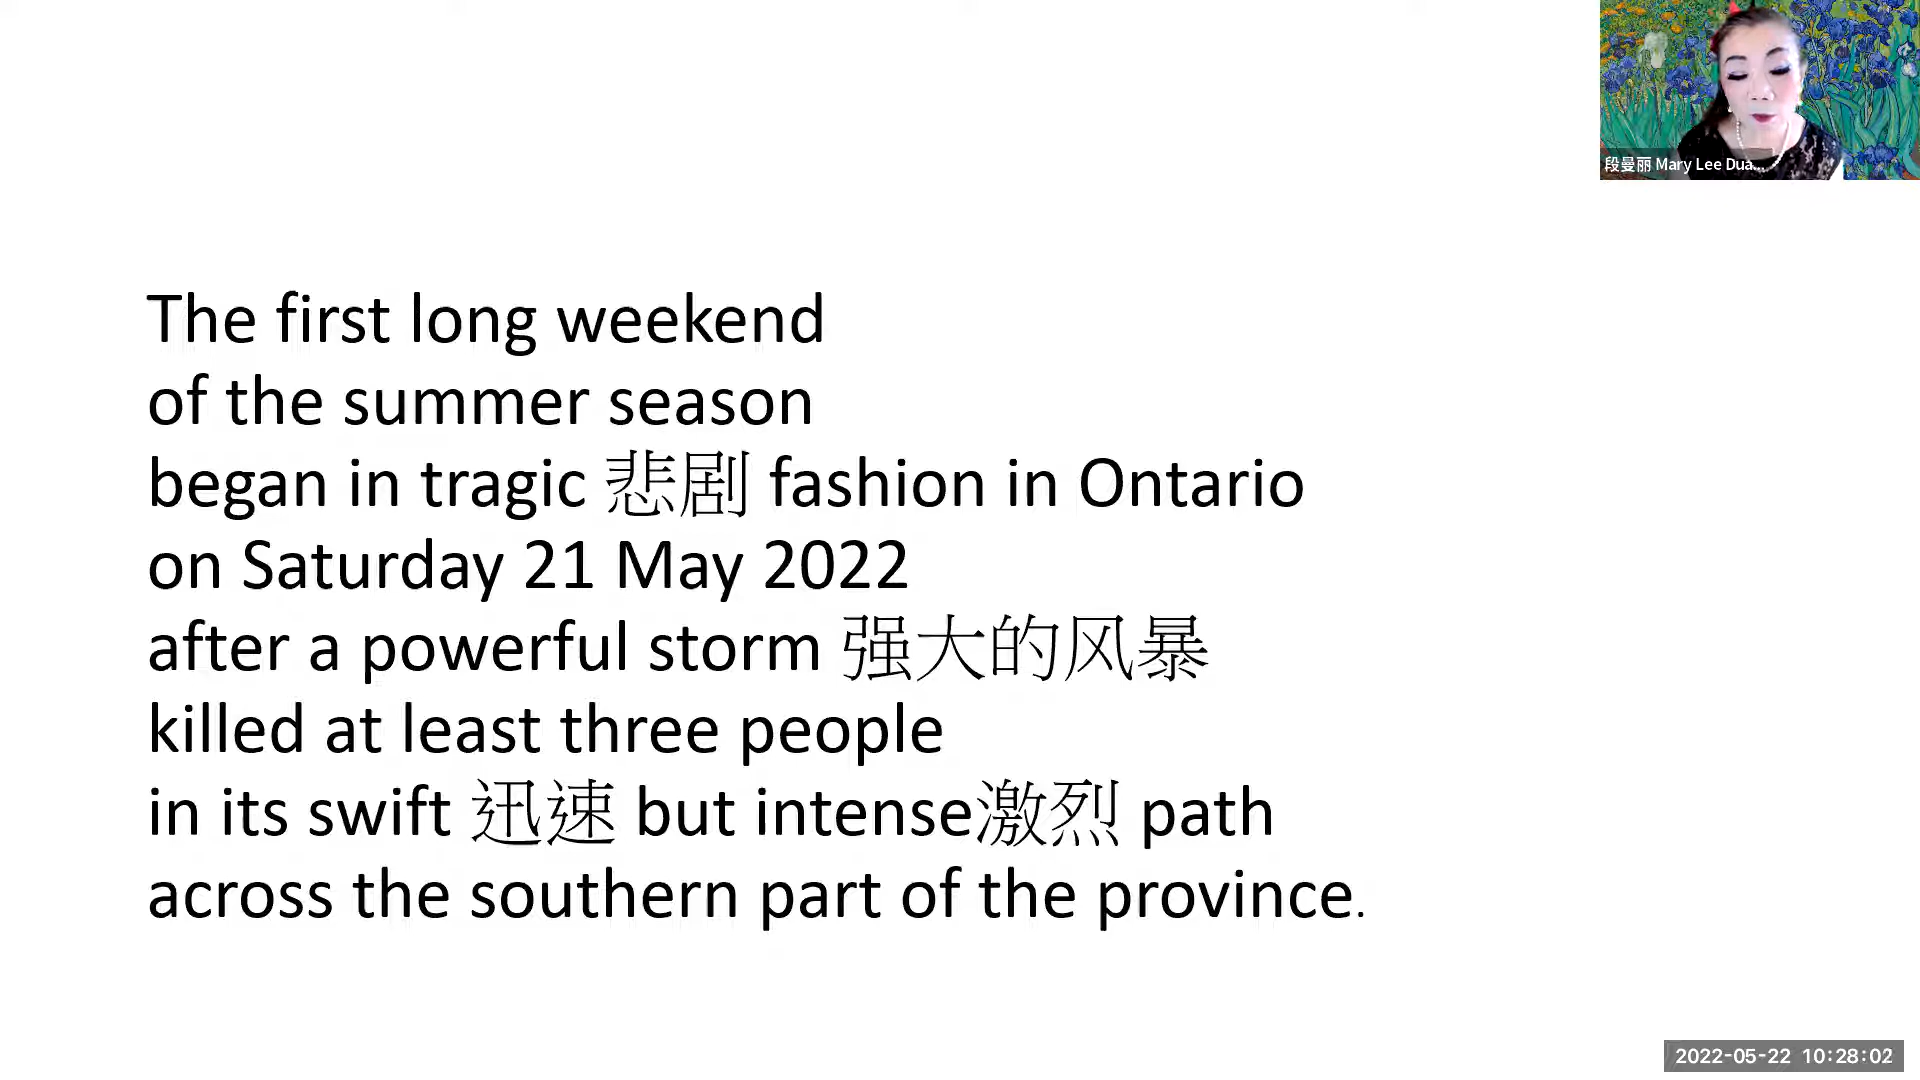 段曼丽 Mary Lee Dua...
The first long weekend
of the summer season
began in tragic 悲剧 fashion in Ontario
on Saturday 21 May 2022
after a powerful storm 强大的风暴
killed at least three people
in its swift 迅速 but intense激烈 path
across the southern part of the province.
2022-05-22 10:28:02